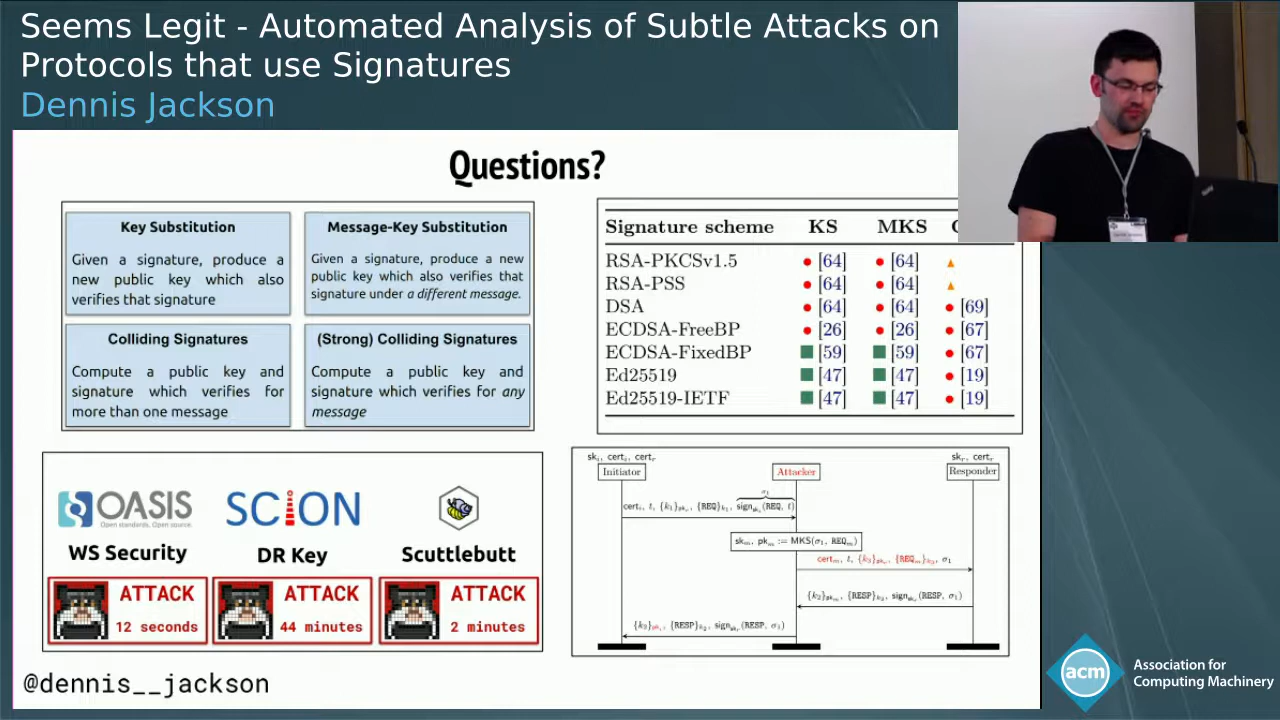 Seems Legit - Automated Analysis of Subtle Attacks on
Protocols that use Signatures
Dennis Jackson
Questions?
Key Substitution
Given a signature, produce a
new public key which also
verifies that signature
Message-Key Substitution
Given a signature, produce a new
public key which also verifies that
signature under a different message.
Colliding Signatures
Compute a public key and
signature which verifies for
more than one message
(Strong) Colliding Signatures
Compute a public key and
signature which verifies for any
message
Signature scheme KS MKS
RSA-PKCSv1.5 ● [64] ● [64] ▲
RSA-PSS ● [64] ● [64] ▲
DSA ● [64] ● [64] ● [69]
ECDSA-FreeBP ● [26] ● [26] ● [67]
ECDSA-FixedBP ■ [59] ■ [59] ● [67]
Ed25519 ■ [47] ■ [47] ● [19]
Ed25519-IETF ■ [47] ■ [47] ● [19]
OASIS
Open standards. Open source.
WS Security
ATTACK
12 seconds
SCION
DR Key
ATTACK
44 minutes
Scuttlebutt
ATTACK
2 minutes
Initiator
Attacker
Responder
@dennis__jackson
acm
Association for
Computing Machinery